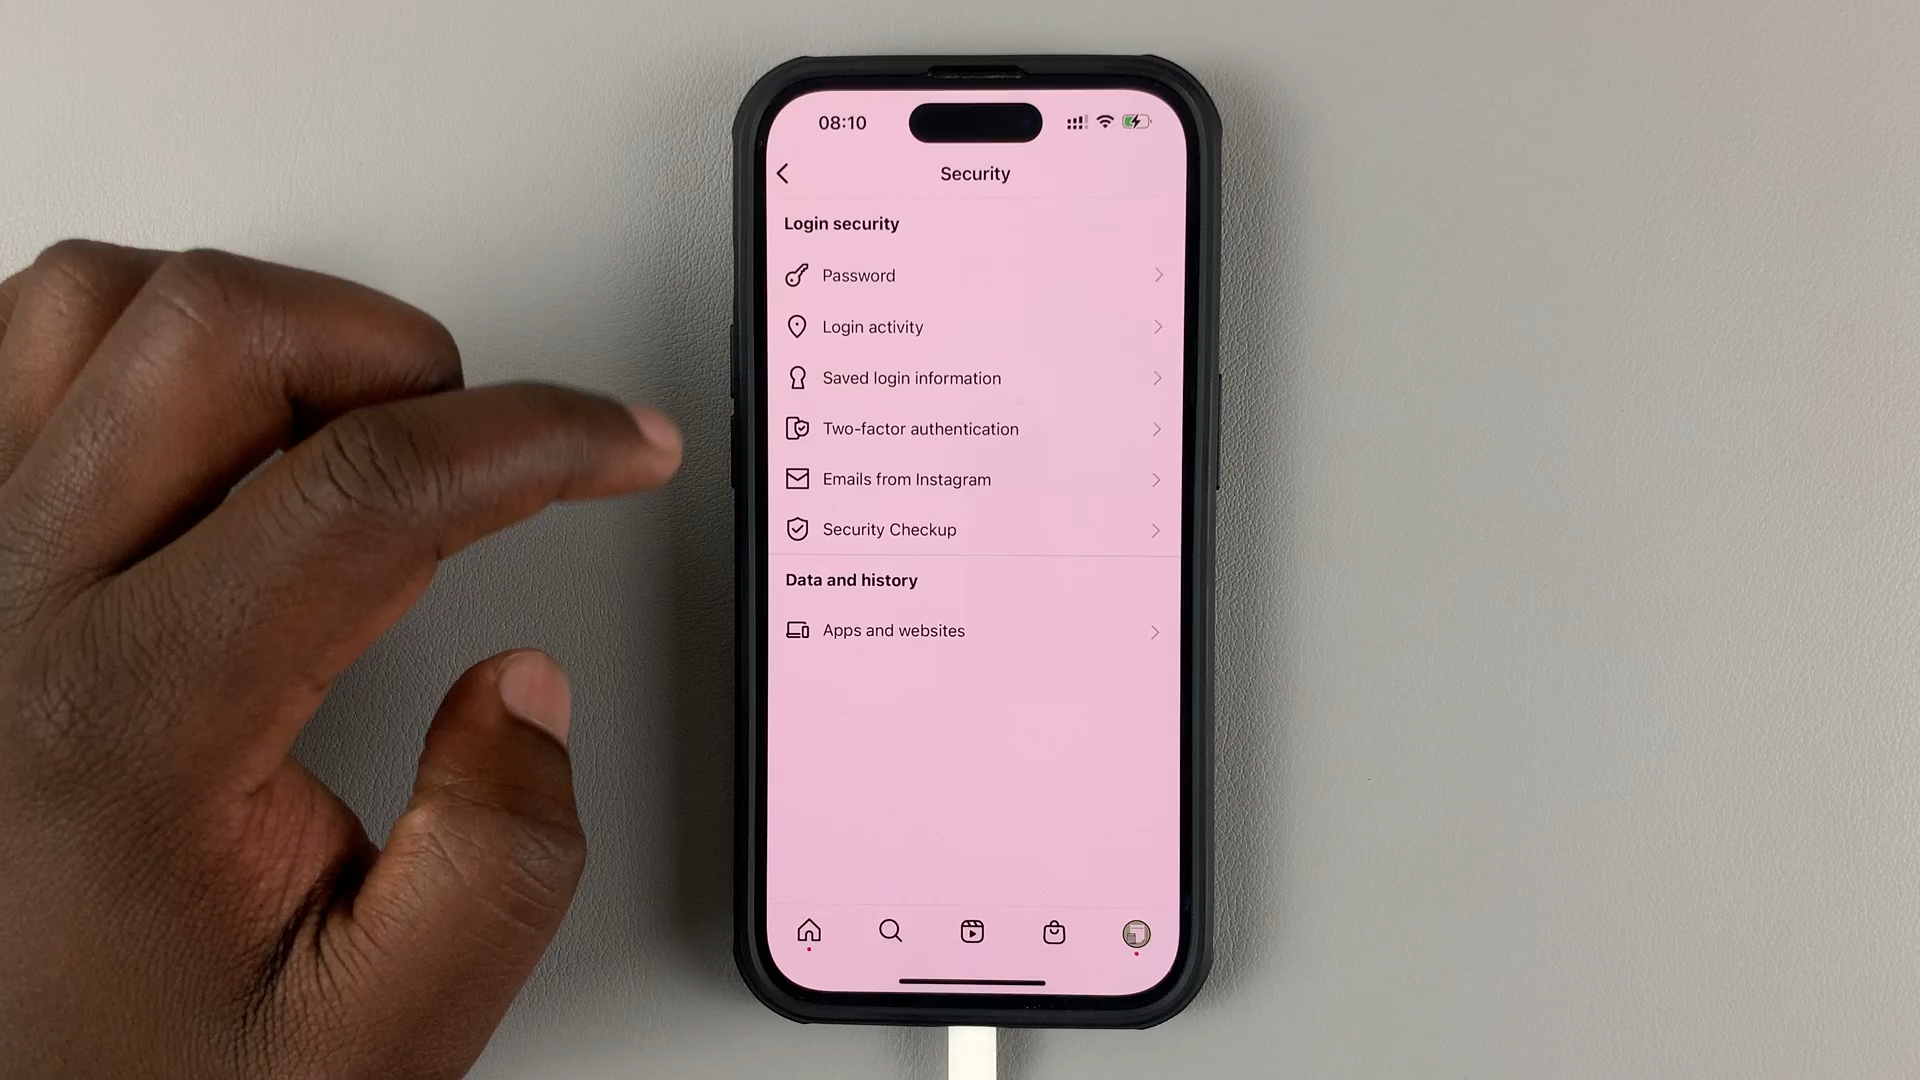 08:10
Security
Login security
Password
Login activity
Saved login information
Two-factor authentication
Emails from Instagram
Security Checkup
Data and history
Apps and websites